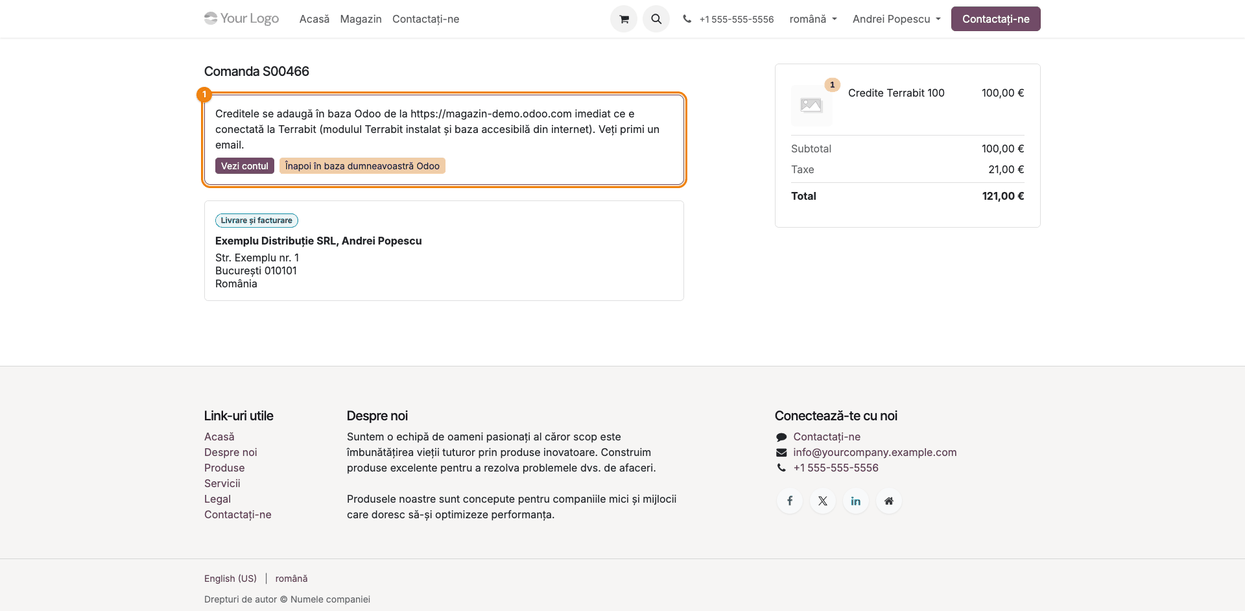 Your Logo
Acasă
Magazin
Contactați-ne
+1 555-555-5556
română
Andrei Popescu
Contactați-ne
Comanda S00466
1
Creditele se adaugă în baza Odoo de la https://magazin-demo.odoo.com imediat ce e
conectată la Terrabit (modulul Terrabit instalat și baza accesibilă din internet). Veți primi un
email.
Vezi contul
Înapoi în baza dumneavoastră Odoo
Livrare și facturare
Exemplu Distribuție SRL, Andrei Popescu
Str. Exemplu nr. 1
București 010101
România
1
Credite Terrabit 100 100,00 €
Subtotal 100,00 €
Taxe 21,00 €
Total 121,00 €
Link-uri utile
Acasă
Despre noi
Produse
Servicii
Legal
Contactați-ne
Despre noi
Suntem o echipă de oameni pasionați al căror scop este
îmbunătățirea vieții tuturor prin produse inovatoare. Construim
produse excelente pentru a rezolva problemele dvs. de afaceri.
Produsele noastre sunt concepute pentru companiile mici și mijlocii
care doresc să-și optimizeze performanța.
Conectează-te cu noi
Contactați-ne
info@yourcompany.example.com
+1 555-555-5556
English (US) | română
Drepturi de autor © Numele companiei